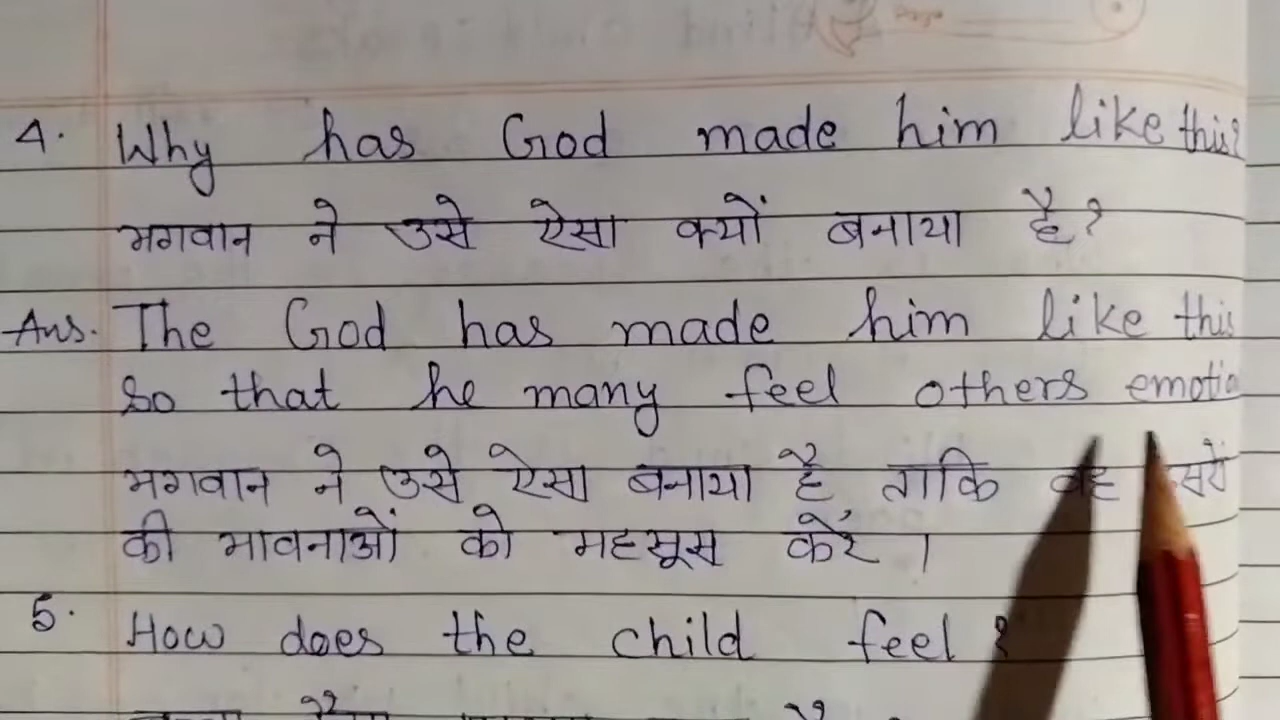 4. Why has God made him like this?
भगवान ने उसे ऐसा क्यों बनाया है?
Ans. The God has made him like this
so that he many feel others emotio
भगवान ने उसे ऐसा बनाया है ताकि वह
की भावनाओं को महसूस करें ।
5. How does the child feel ?